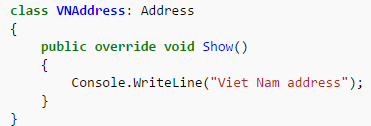 class VNAddress: Address
{
    public override void Show()
    {
        Console.WriteLine("Viet Nam address");
    }
}